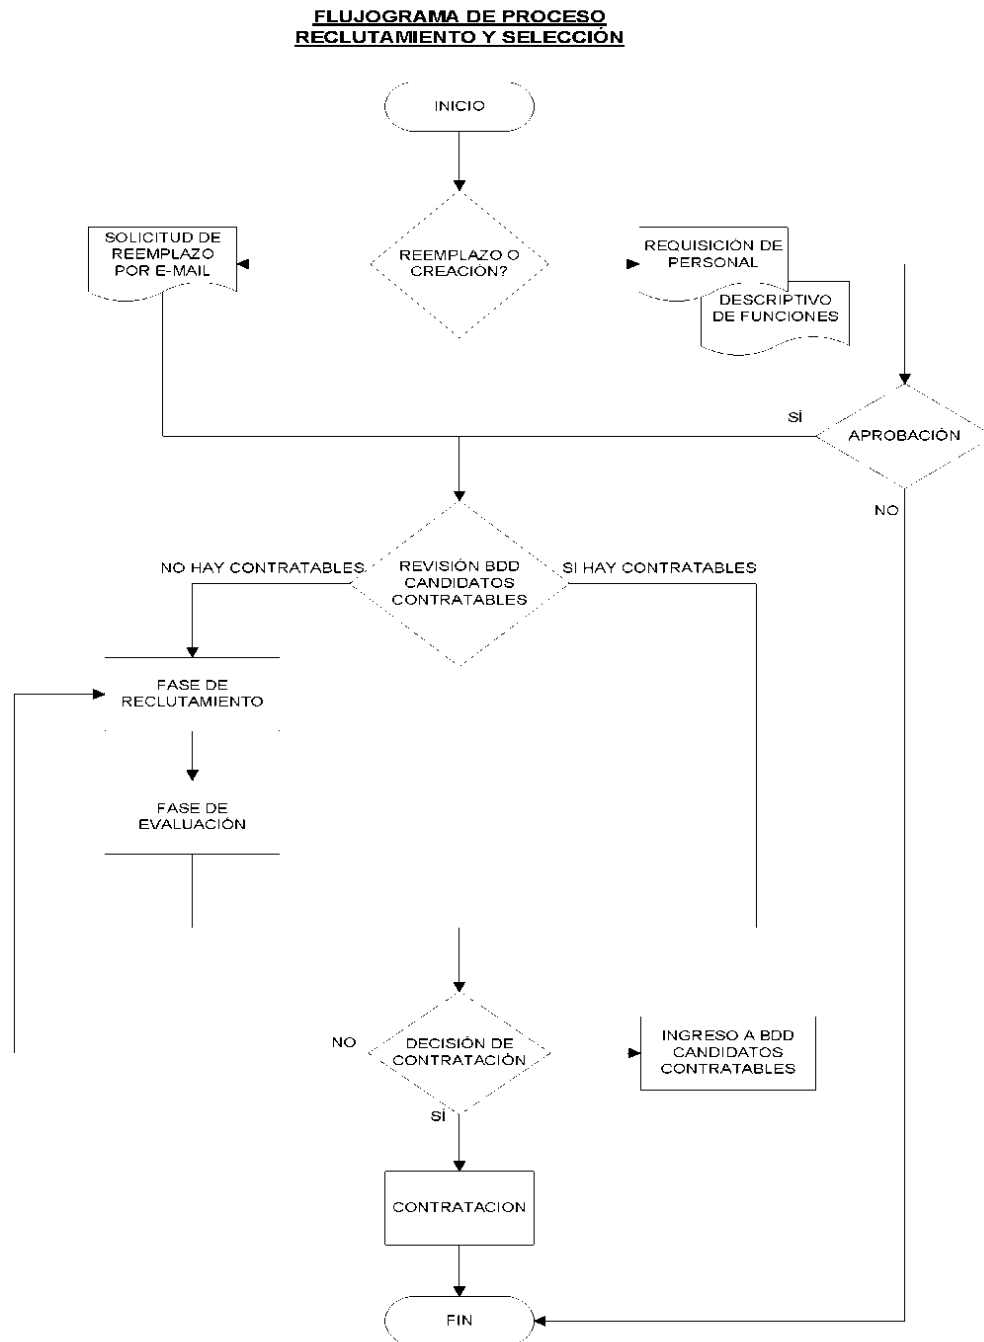 FLUJOGRAMA DE PROCESO
RECLUTAMIENTO Y SELECCIÓN
INICIO
SOLICITUD DE
REEMPLAZO
POR E-MAIL
REEMPLAZO O
CREACIÓN?
REQUISICIÓN DE
PERSONAL
DESCRIPTIVO
DE FUNCIONES
SÍ
APROBACIÓN
NO
NO HAY CONTRATABLES
REVISIÓN BDD
CANDIDATOS
CONTRATABLES
SI HAY CONTRATABLES
FASE DE
RECLUTAMIENTO
FASE DE
EVALUACIÓN
NO
DECISIÓN DE
CONTRATACIÓN
INGRESO A BDD
CANDIDATOS
CONTRATABLES
SÍ
CONTRATACION
FIN